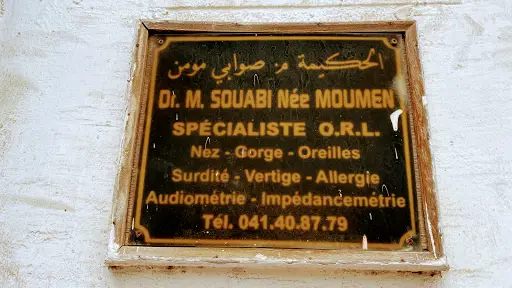 الحكيمة م. صوابي مومن
Dr. M. SOUABI Née MOUMEN
SPÉCIALISTE O.R.L.
Nez - Gorge - Oreilles
Surdité - Vertige - Allergie
Audiométrie - Impédancemétrie
Tél. 041.40.87.79